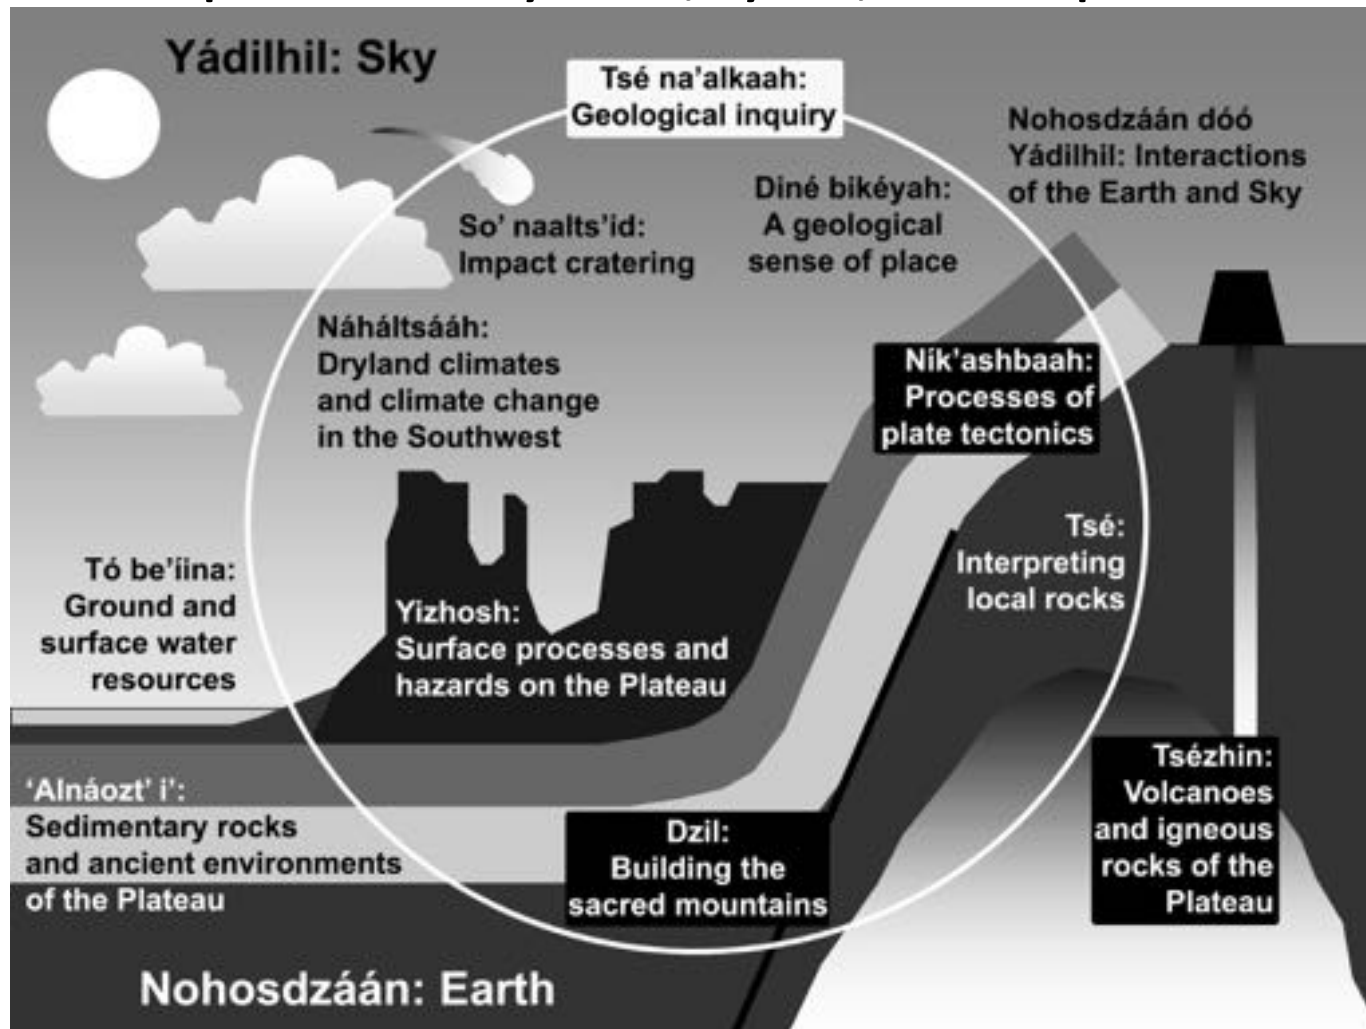 Yádilhil: Sky
Tsé na’alkaah:
Geological inquiry
Nohosdzáán dóó
Yádilhil: Interactions
of the Earth and Sky
Diné bikéyah:
A geological
sense of place
So’ naalts’id:
Impact cratering
Náháltsááh:
Dryland climates
and climate change
in the Southwest
Nik’ashbaah:
Processes of
plate tectonics
Tsé:
Interpreting
local rocks
Tó be’íina:
Ground and
surface water
resources
Yizhosh:
Surface processes and
hazards on the Plateau
Tsézhin:
Volcanoes
and igneous
rocks of the
Plateau
‘Alnáozt’ i’:
Sedimentary rocks
and ancient environments
of the Plateau
Dzil:
Building the
sacred mountains
Nohosdzáán: Earth